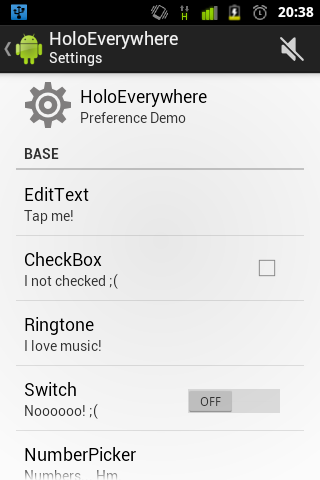 H
20:38
HoloEverywhere
Settings
HoloEverywhere
Preference Demo
BASE
EditText
Tap me!
CheckBox
I not checked ;(
Ringtone
I love music!
Switch
Noooooo! ;(
OFF
NumberPicker
Numbers... Hm